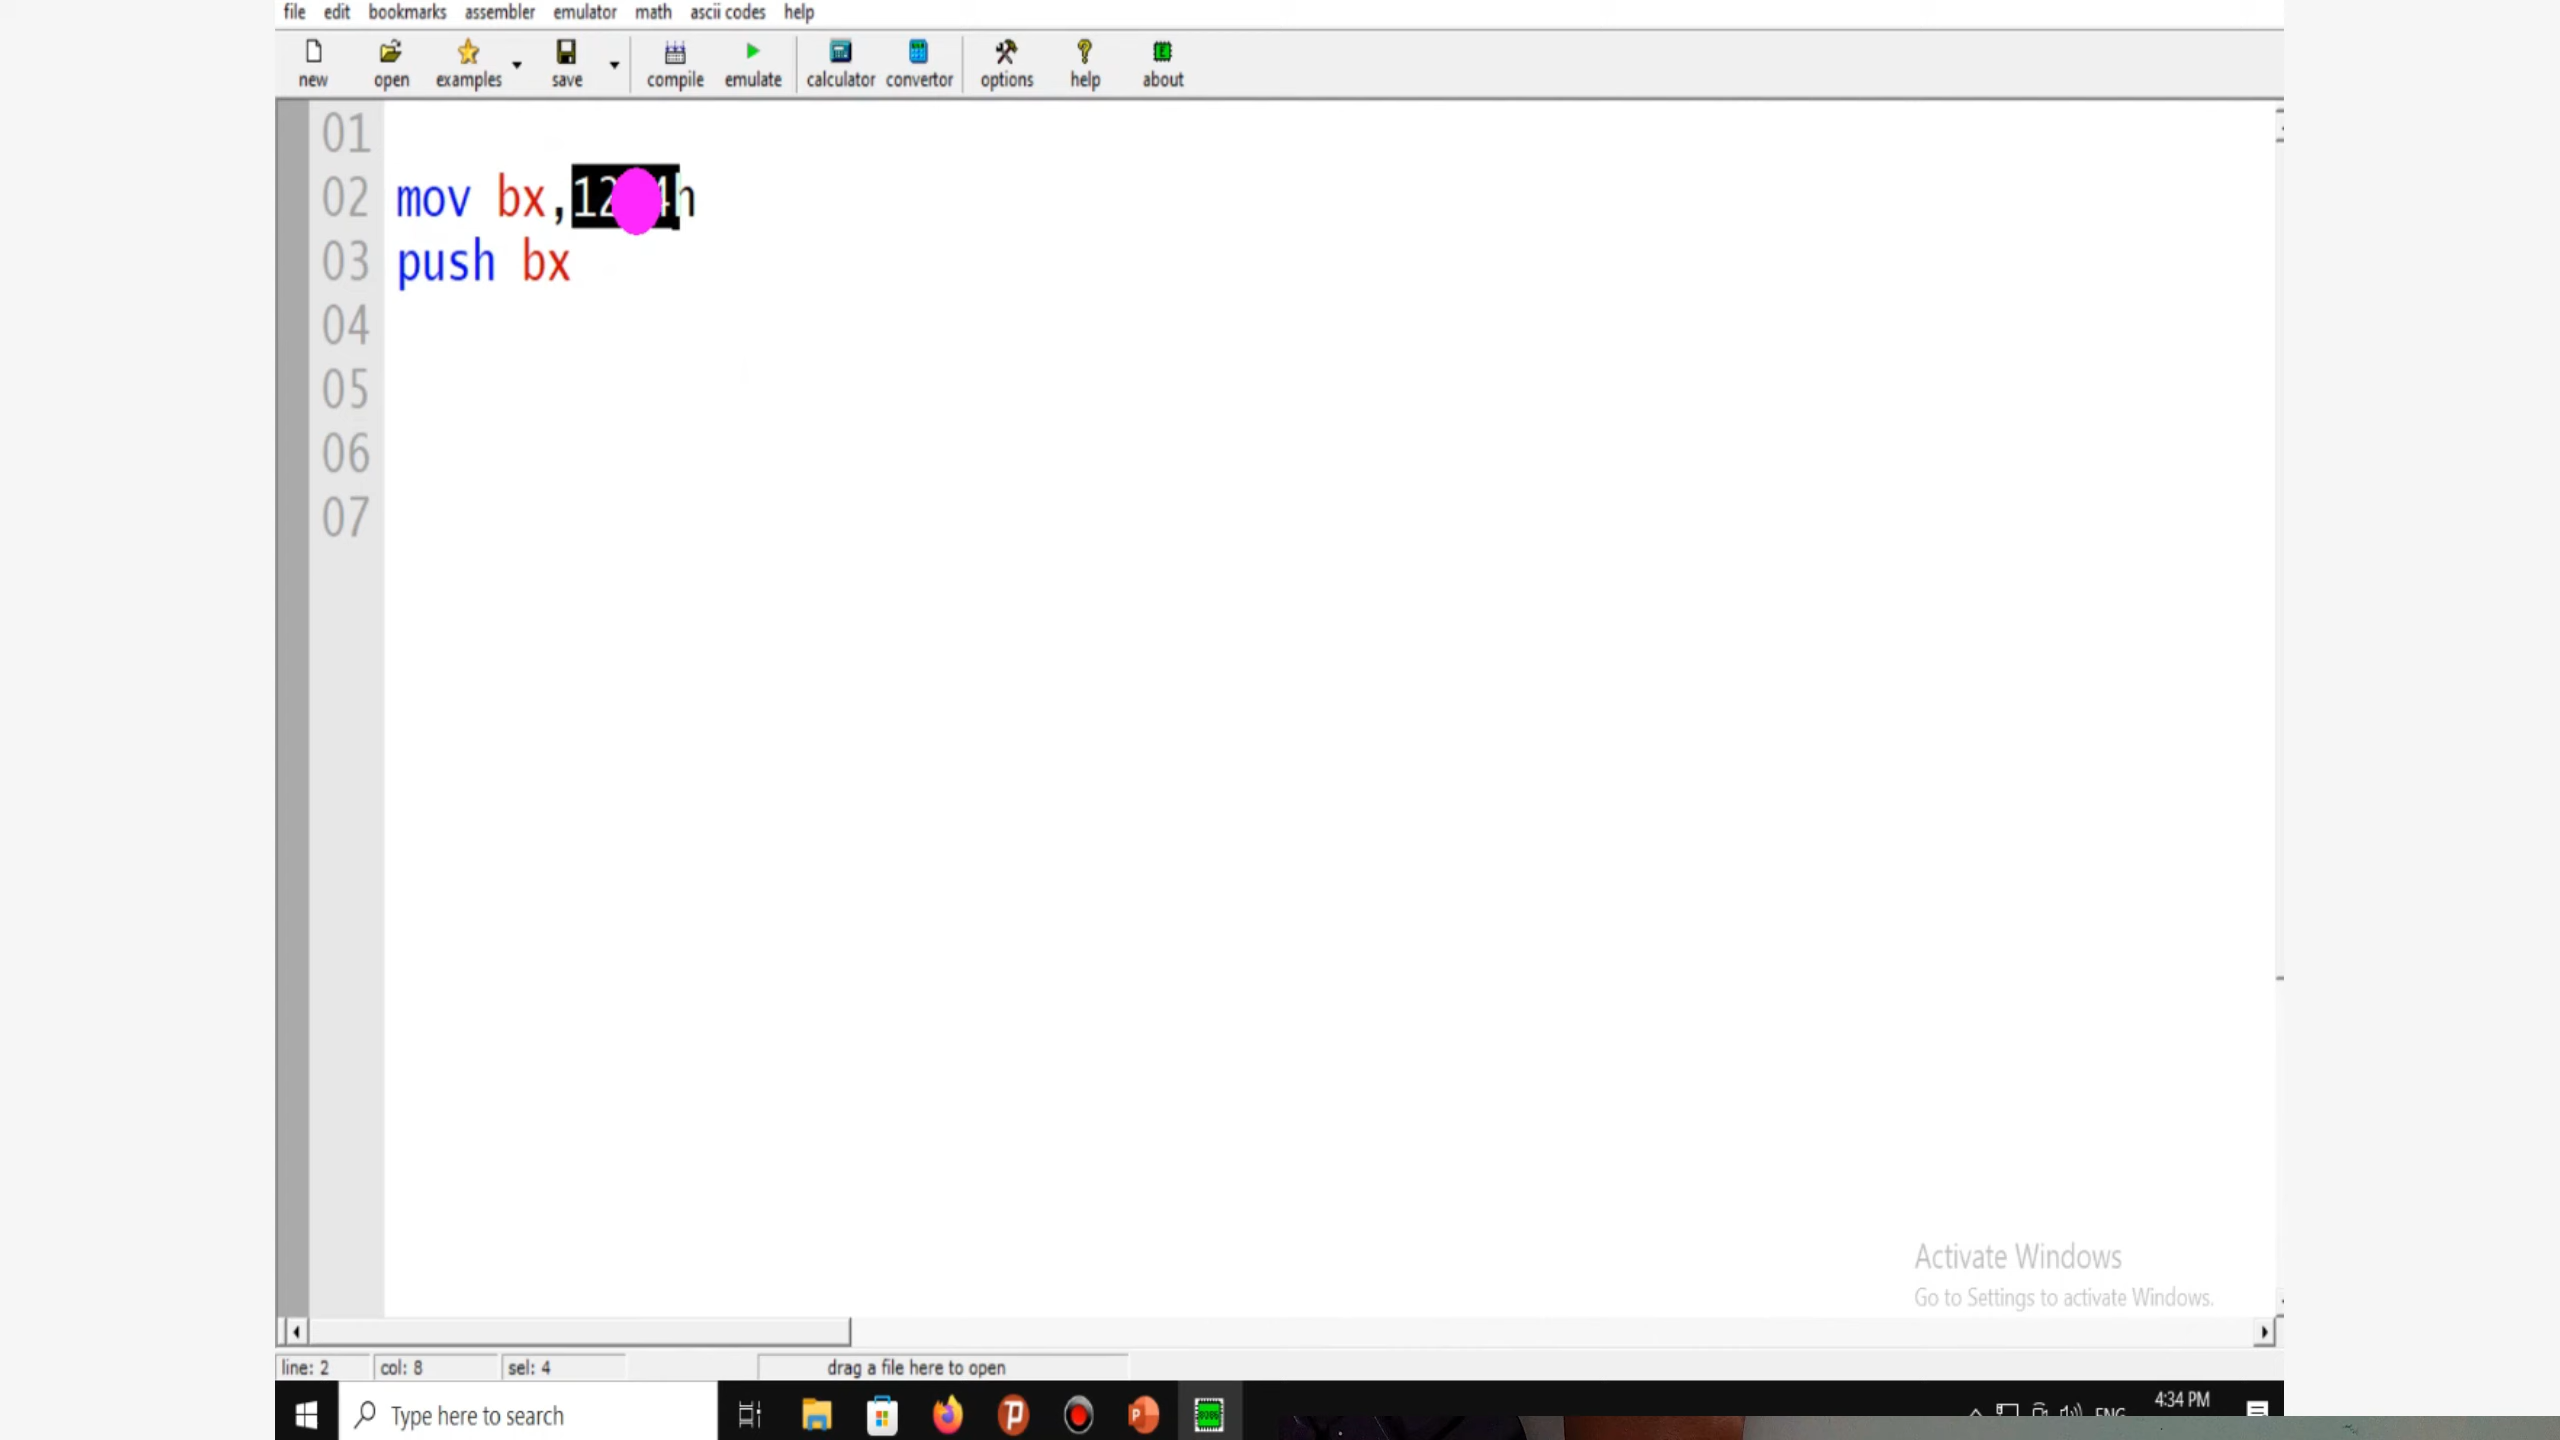 file edit bookmarks assembler emulator math ascii codes help
new open examples save compile emulate calculator convertor options help about
01
02 mov bx,
03 push bx
04
05
06
07
Activate Windows
Go to Settings to activate Windows.
line: 2 col: 8 sel: 4 drag a file here to open
Type here to search
ENG 4:34 PM